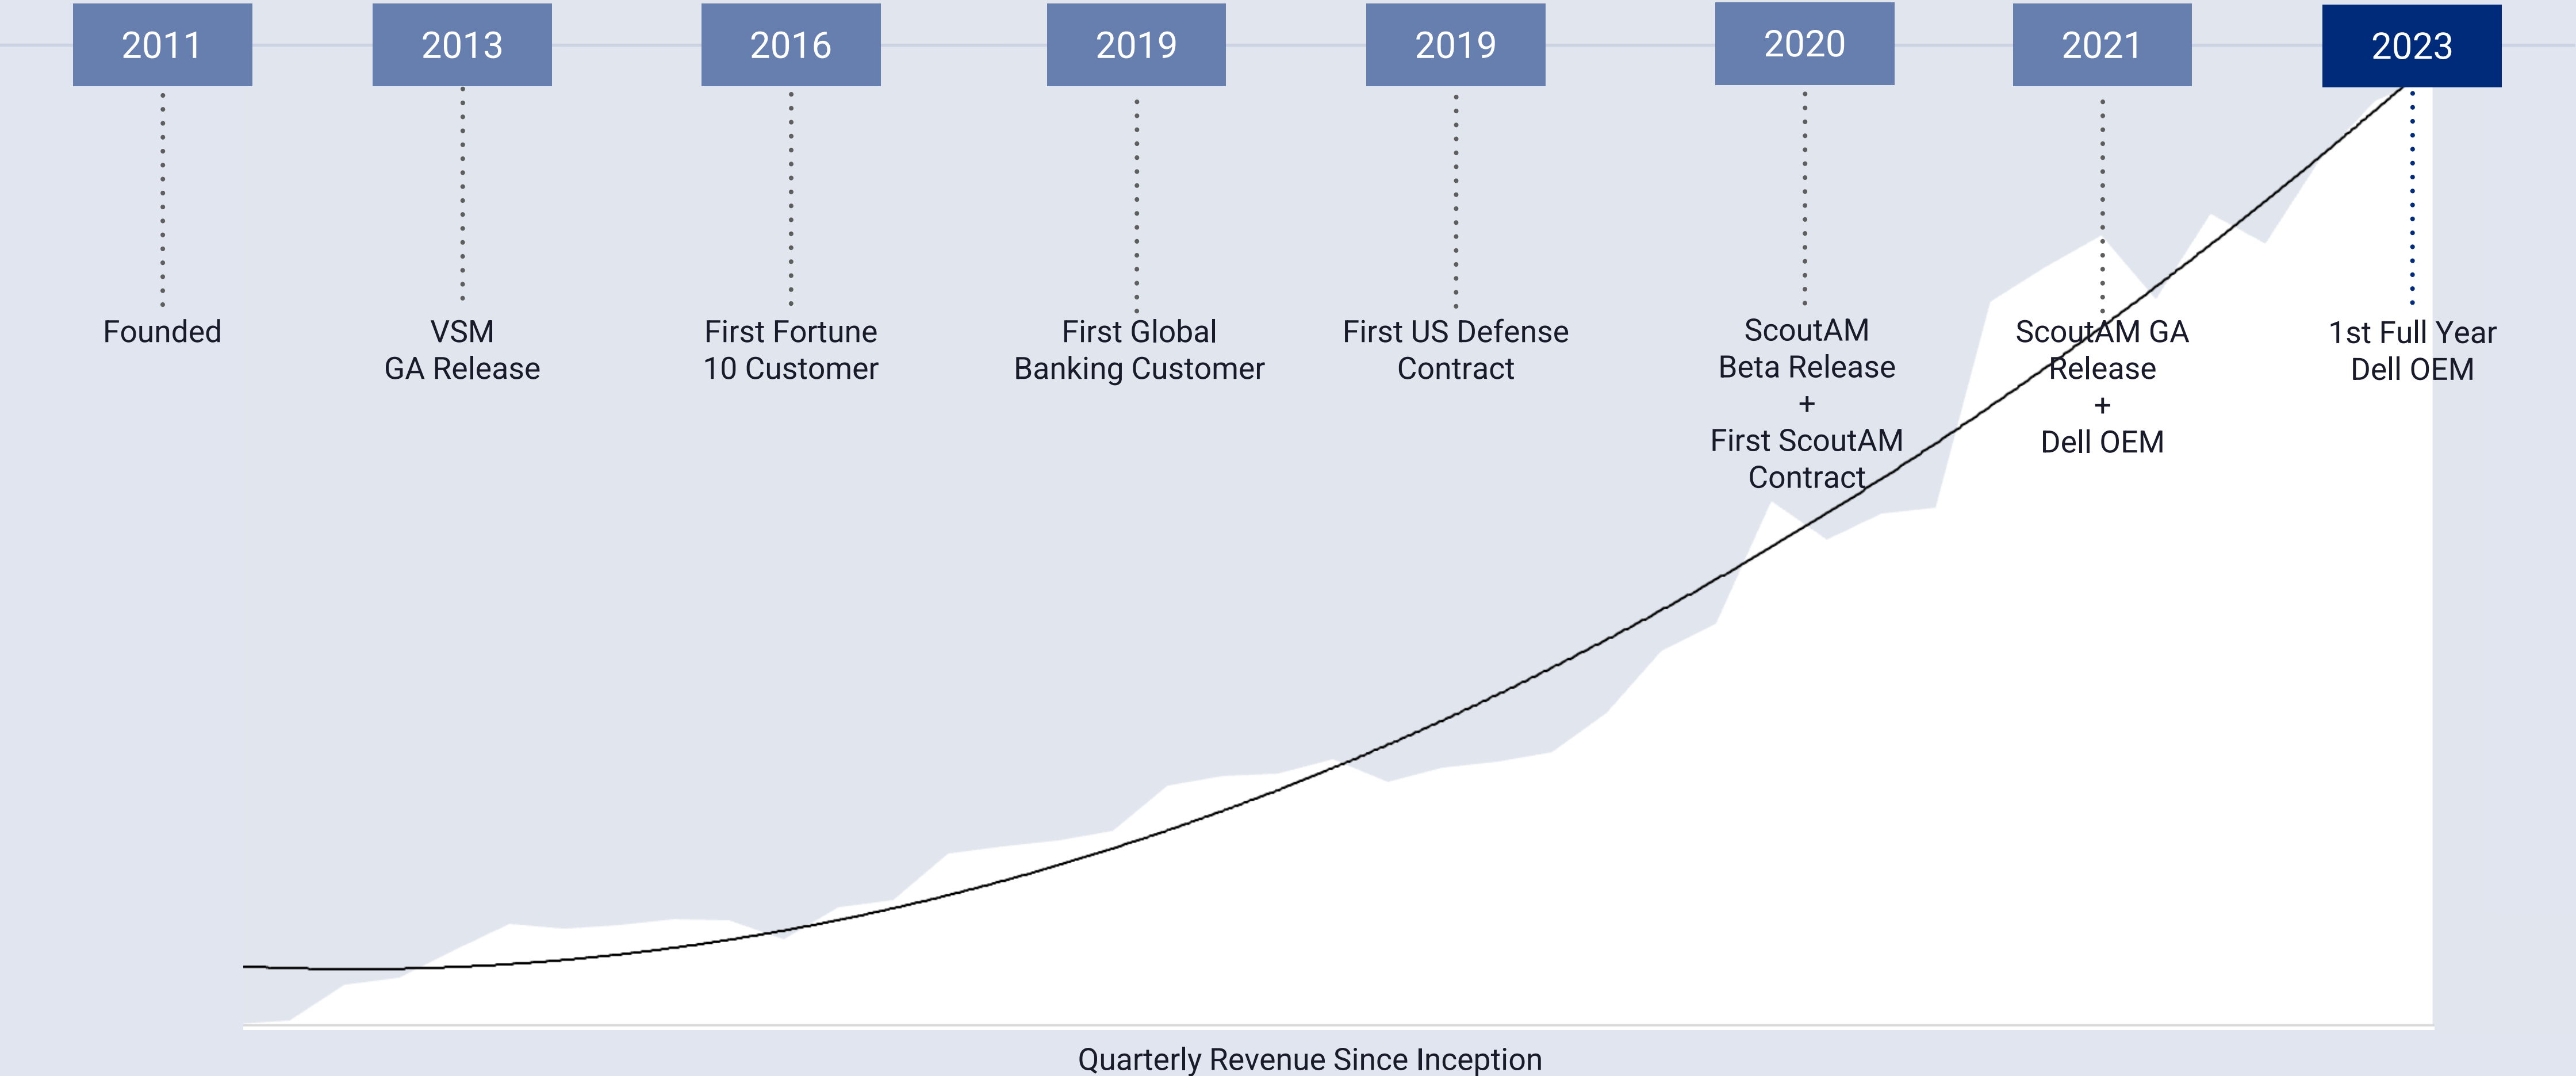 2011
2013
2016
2019
2019
2020
2021
2023
Founded
VSM
GA Release
First Fortune
10 Customer
First Global
Banking Customer
First US Defense
Contract
ScoutAM
Beta Release
+
First ScoutAM
Contract
ScoutAM GA
Release
+
Dell OEM
1st Full Year
Dell OEM
Quarterly Revenue Since Inception